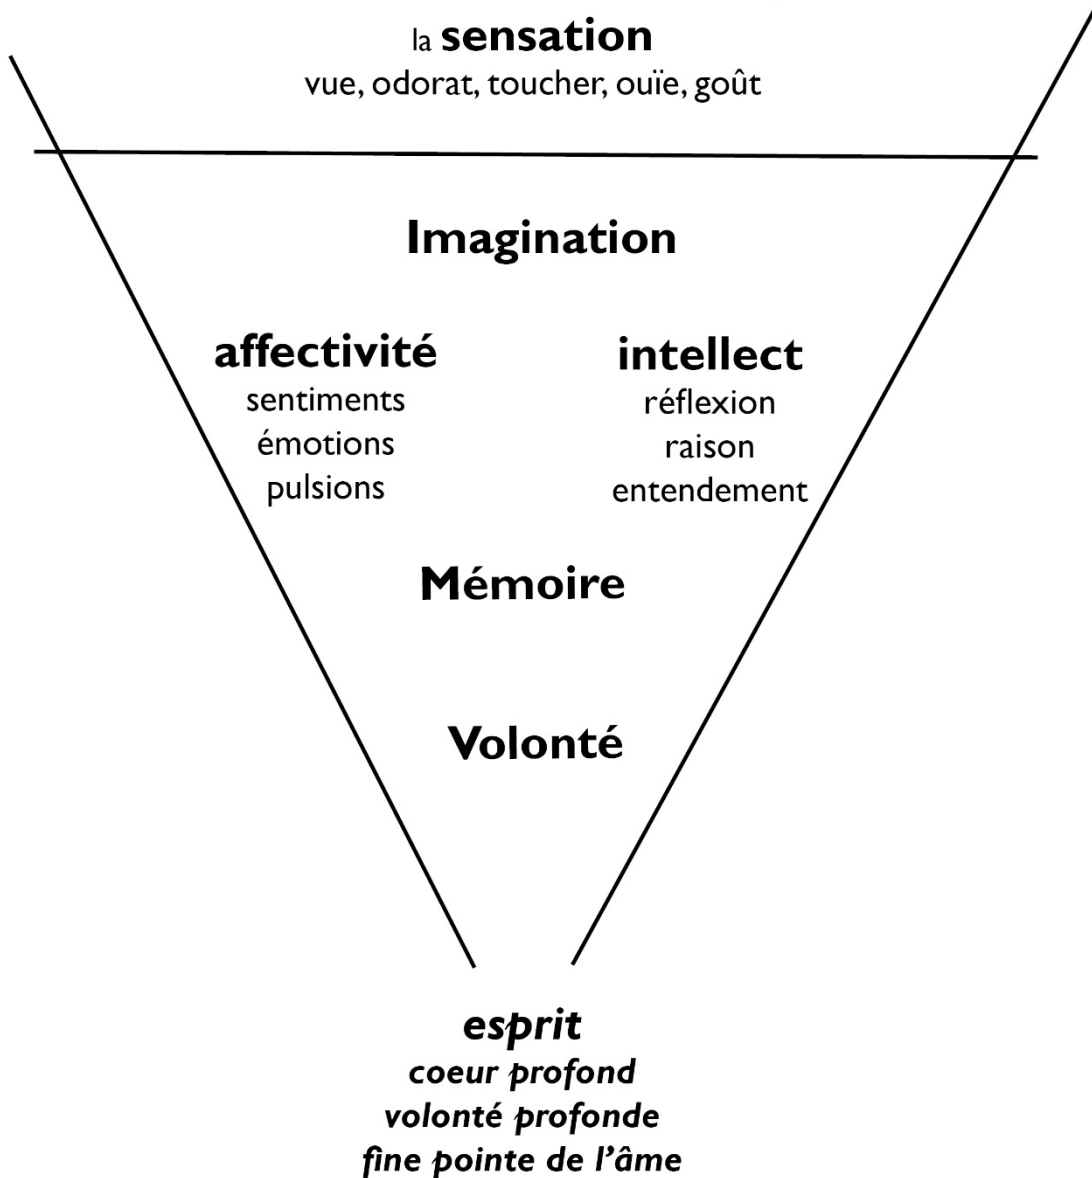 la sensation
vue, odorat, toucher, ouïe, goût
Imagination
affectivité
sentiments
émotions
pulsions
intellect
réflexion
raison
entendement
Mémoire
Volonté
esprit
coeur profond
volonté profonde
fine pointe de l'âme